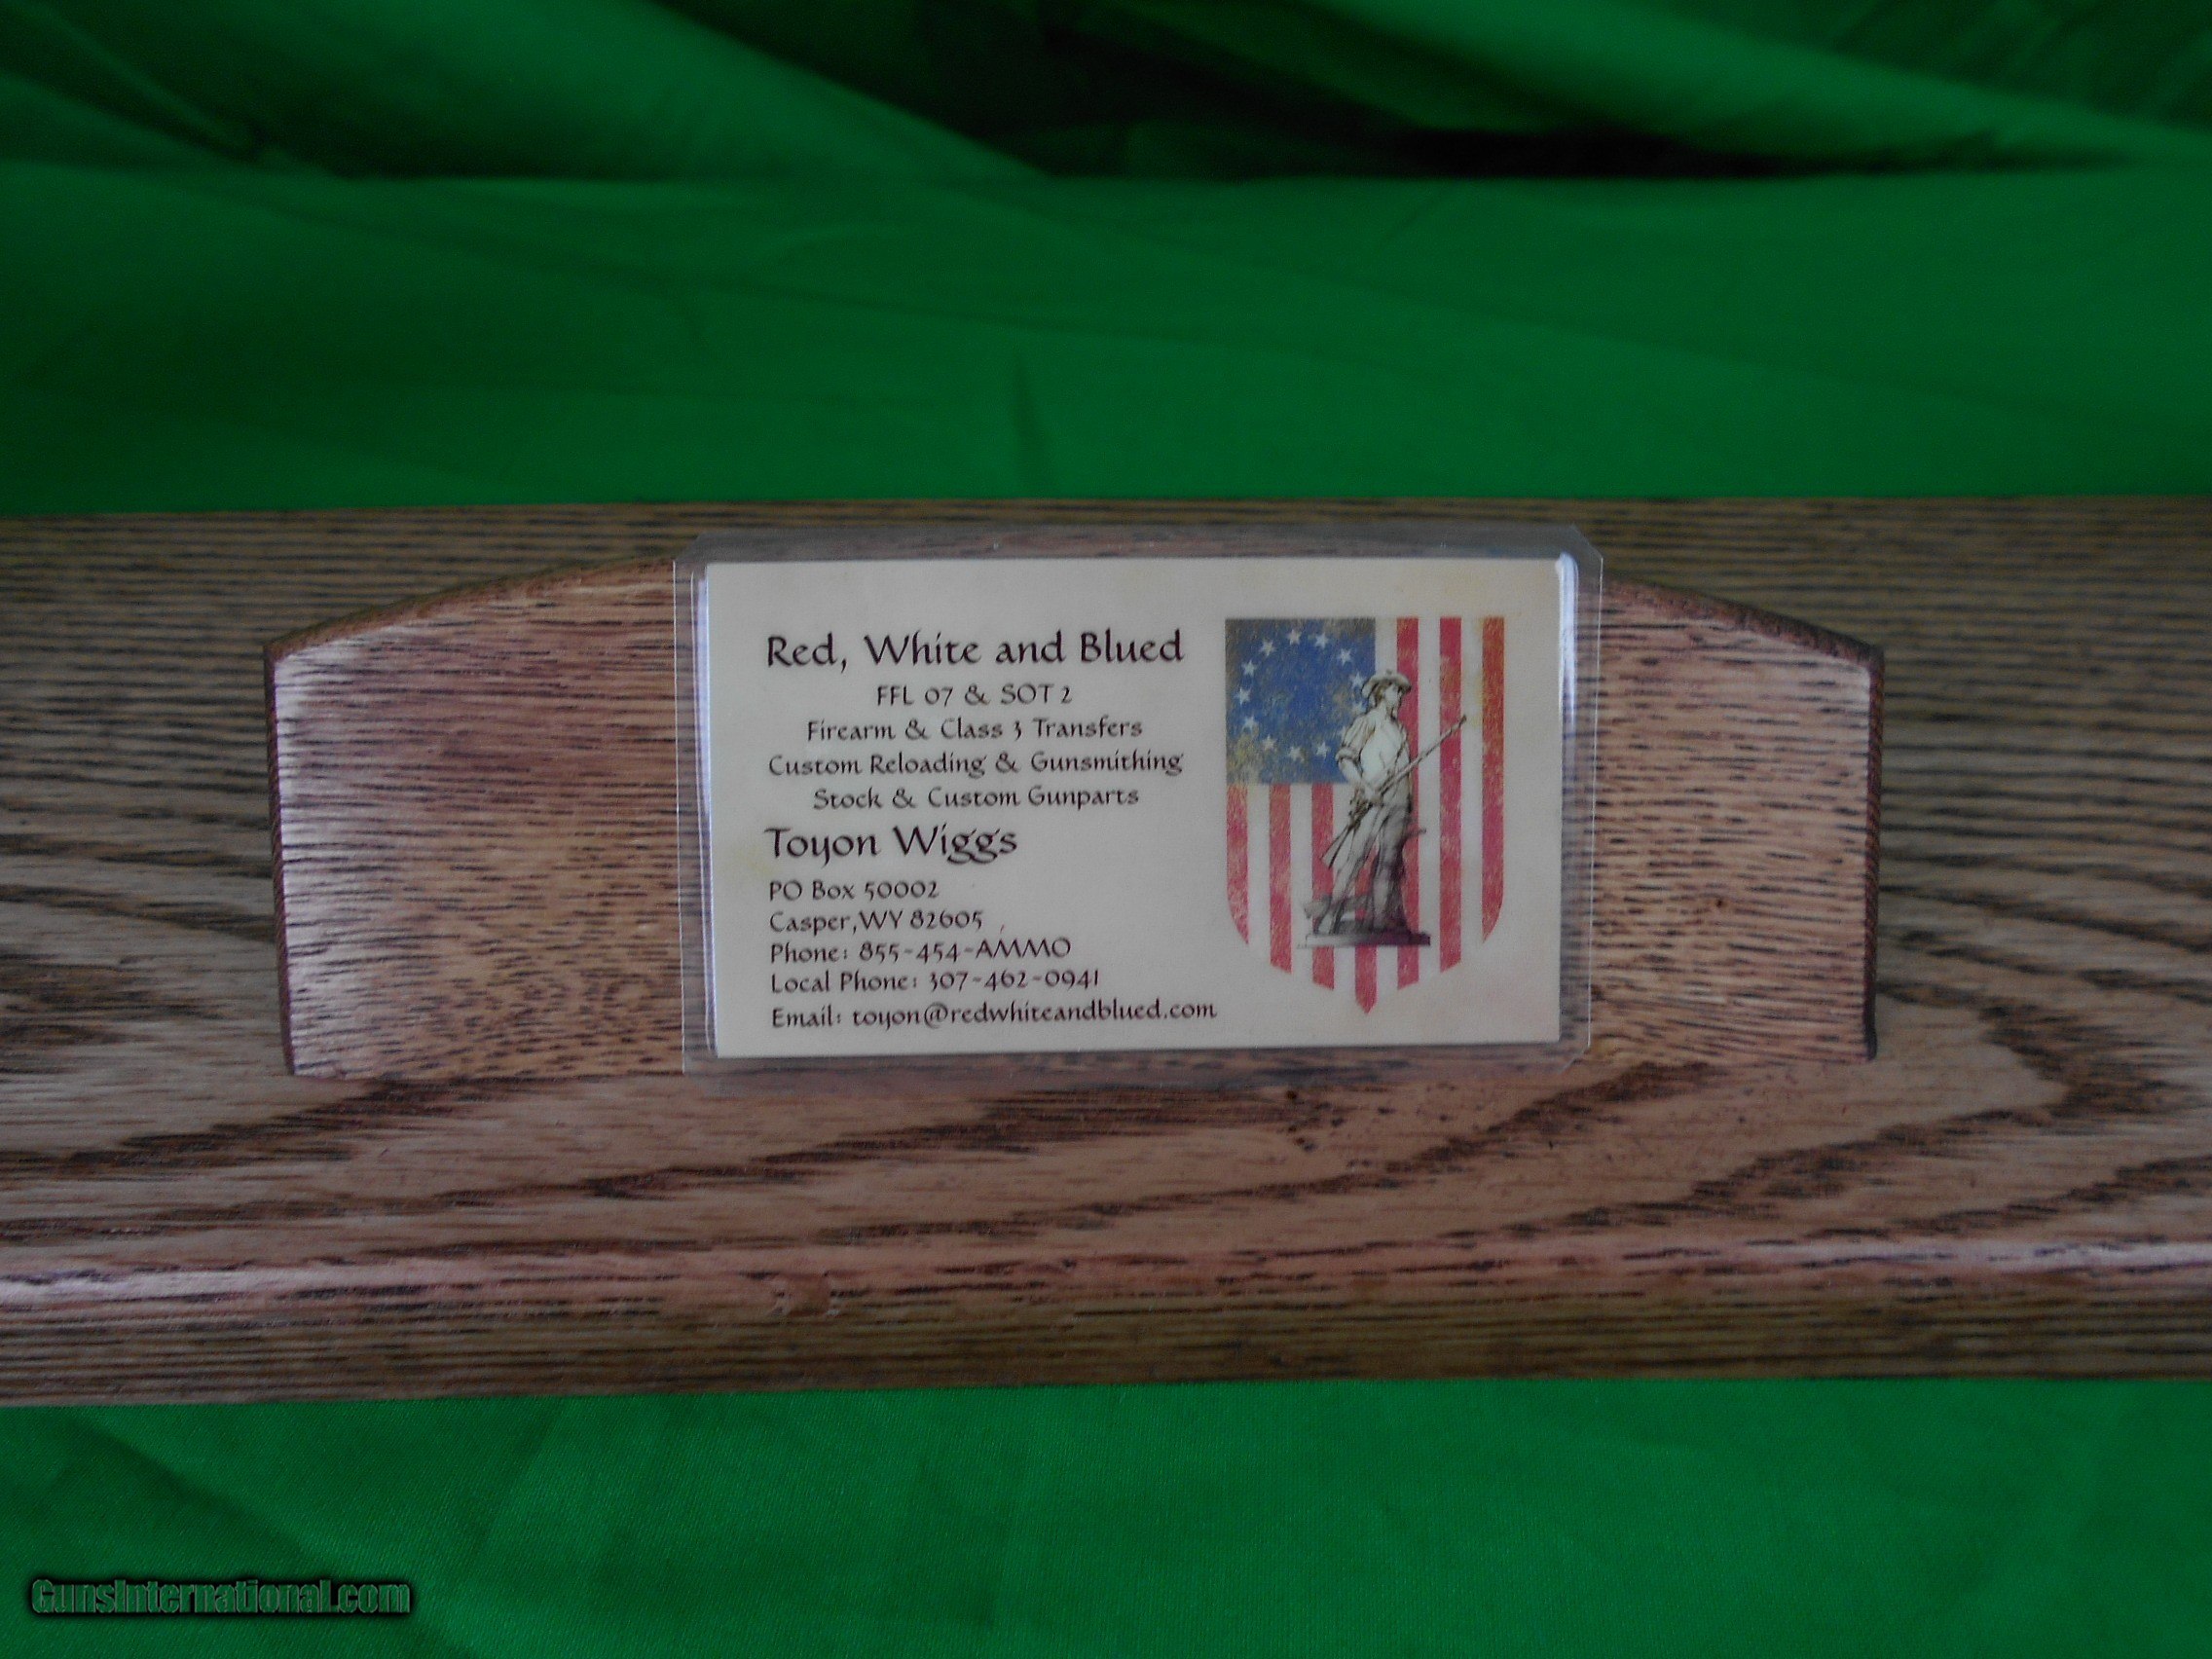 Red, White and Blued
FFL 07 & SOT 2
Firearm & Class 3 Transfers
Custom Reloading & Gunsmithing
Stock & Custom Gunparts
Toyon Wiggs
PO Box 50002
Casper,WY 82605
Phone: 855-454-AMMO
Local Phone: 307-462-0941
Email: toyon@redwhiteandblued.com
GunsInternational.com